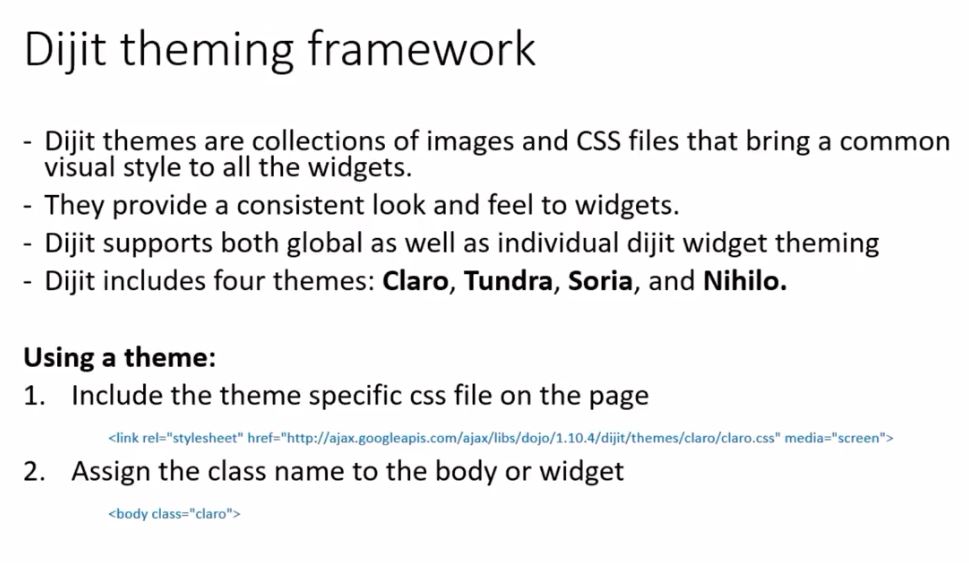 Dijit theming framework
- Dijit themes are collections of images and CSS files that bring a common
visual style to all the widgets.
- They provide a consistent look and feel to widgets.
- Dijit supports both global as well as individual dijit widget theming
- Dijit includes four themes: Claro, Tundra, Soria, and Nihilo.
Using a theme:
1. Include the theme specific css file on the page
<link rel="stylesheet" href="http://ajax.googleapis.com/ajax/libs/dojo/1.10.4/dijit/themes/claro/claro.css" media="screen">
2. Assign the class name to the body or widget
<body class="claro">